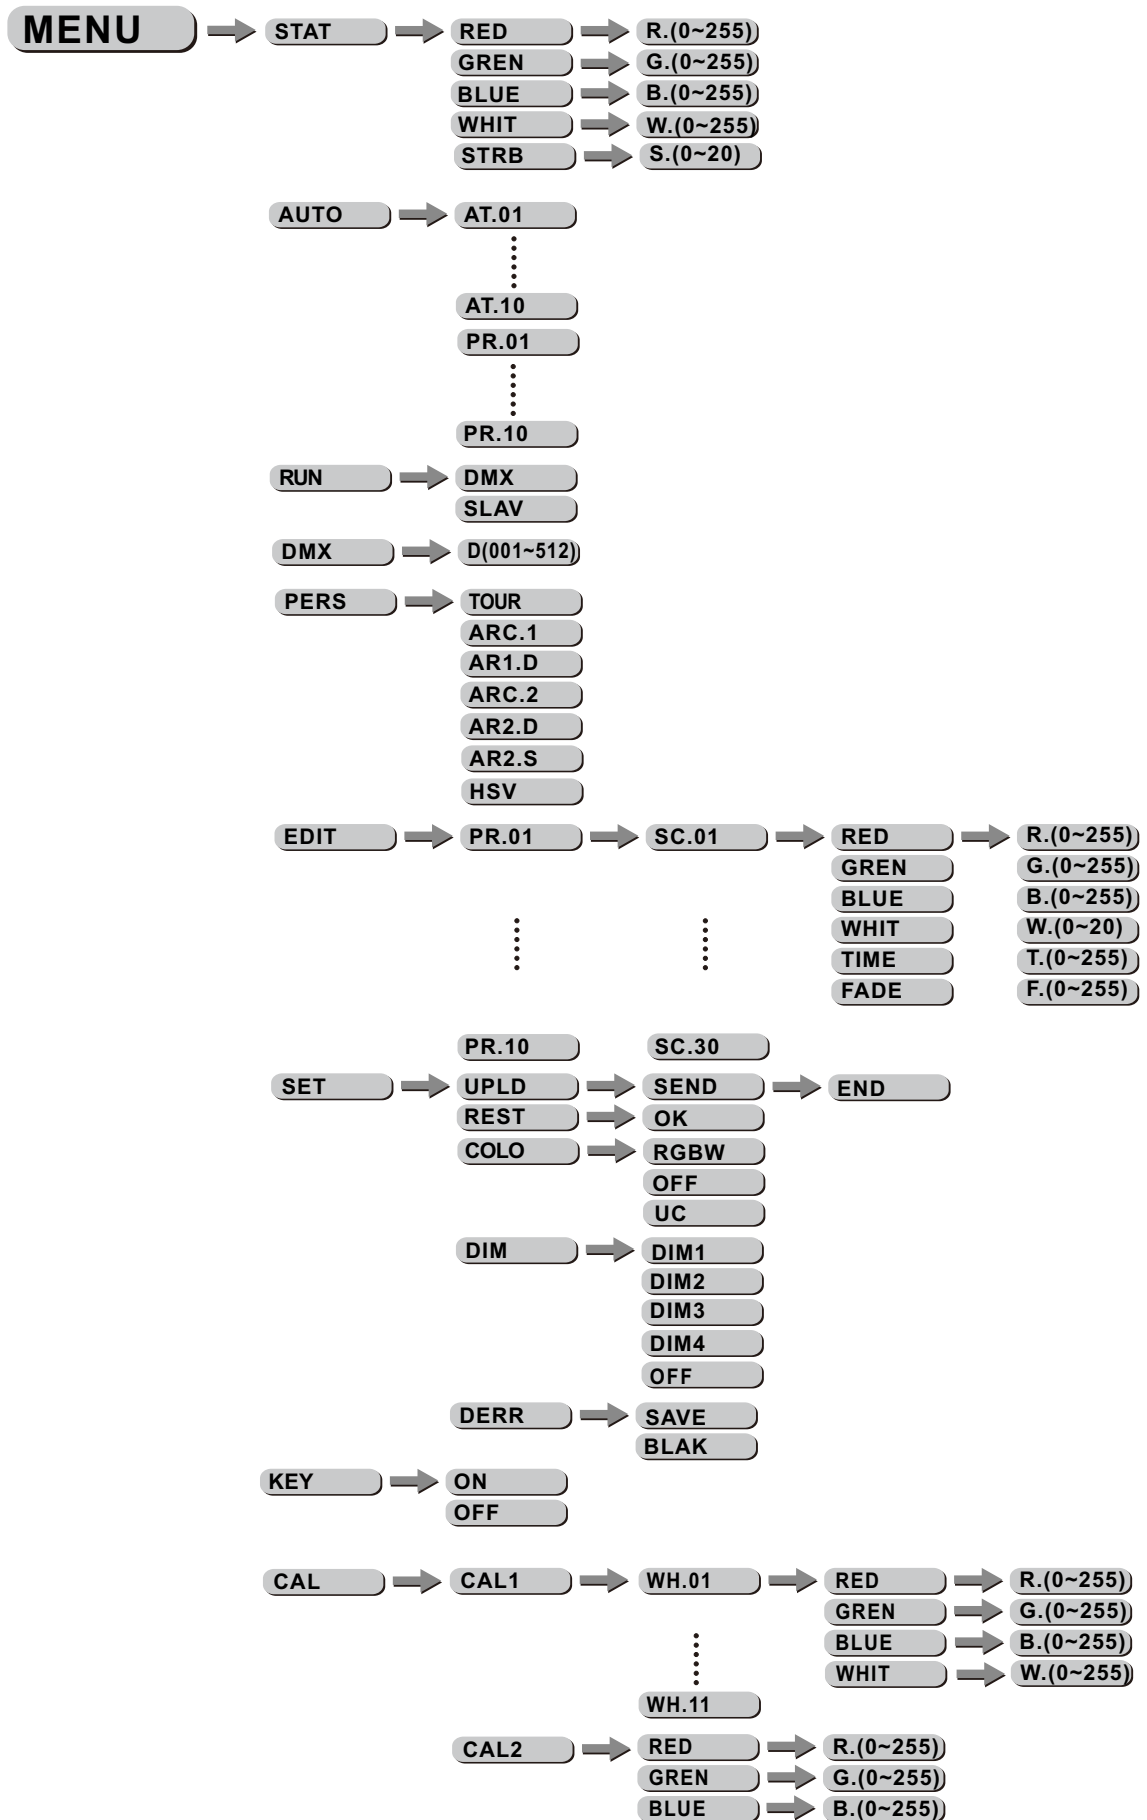 MENU STAT RED R.(0~255)
GREN G.(0~255)
BLUE B.(0~255)
WHIT W.(0~255)
STRB S.(0~20)
AUTO AT.01
AT.10
PR.01
PR.10
RUN DMX
SLAV
DMX D(001~512)
PERS TOUR
ARC.1
AR1.D
ARC.2
AR2.D
AR2.S
HSV
EDIT PR.01 SC.01 RED R.(0~255)
GREN G.(0~255)
BLUE B.(0~255)
WHIT W.(0~20)
TIME T.(0~255)
FADE F.(0~255)
PR.10 SC.30
SET UPLD SEND END
REST OK
COLO RGBW
OFF
UC
DIM DIM1
DIM2
DIM3
DIM4
OFF
DERR SAVE
BLAK
KEY ON
OFF
CAL CAL1 WH.01 RED R.(0~255)
GREN G.(0~255)
BLUE B.(0~255)
WHIT W.(0~255)
WH.11
CAL2 RED R.(0~255)
GREN G.(0~255)
BLUE B.(0~255)